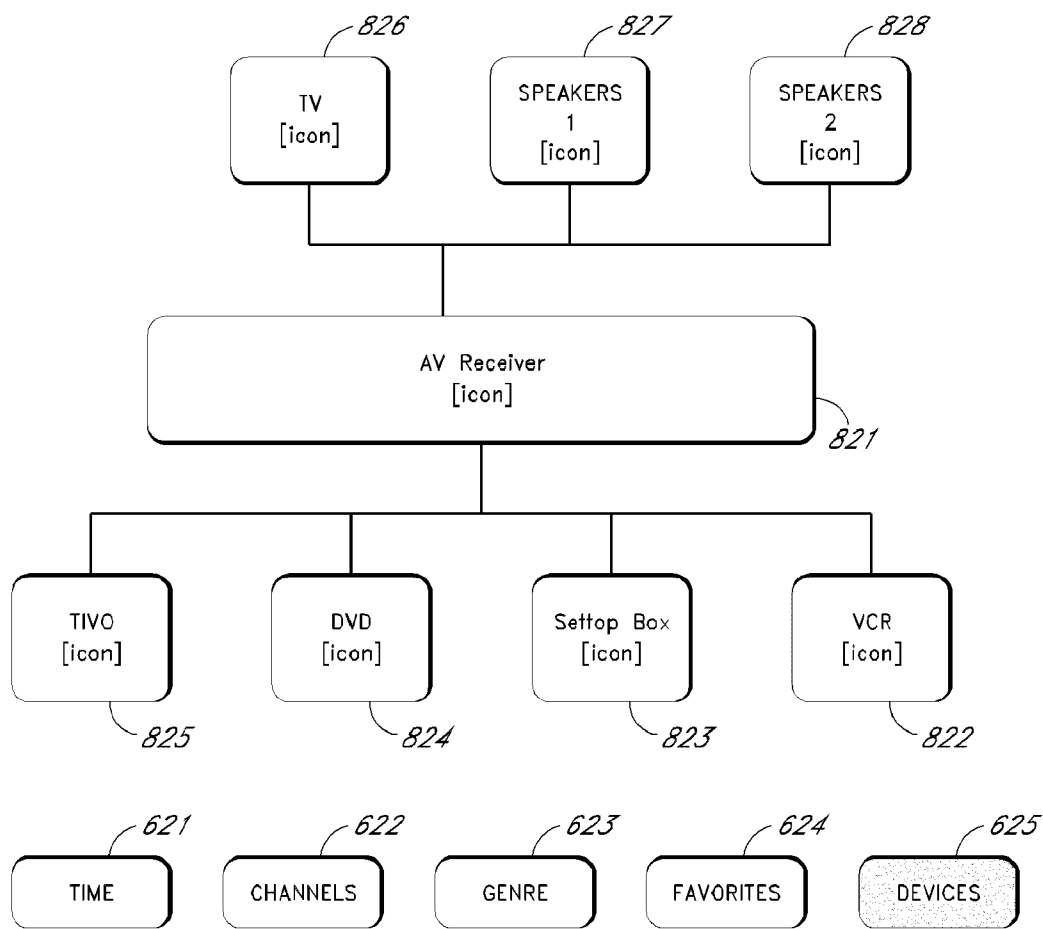 826
827
828
TV
[icon]
SPEAKERS
1
[icon]
SPEAKERS
2
[icon]
AV Receiver
[icon]
821
TIVO
[icon]
DVD
[icon]
Settop Box
[icon]
VCR
[icon]
825
824
823
822
621
622
623
624
625
TIME
CHANNELS
GENRE
FAVORITES
DEVICES